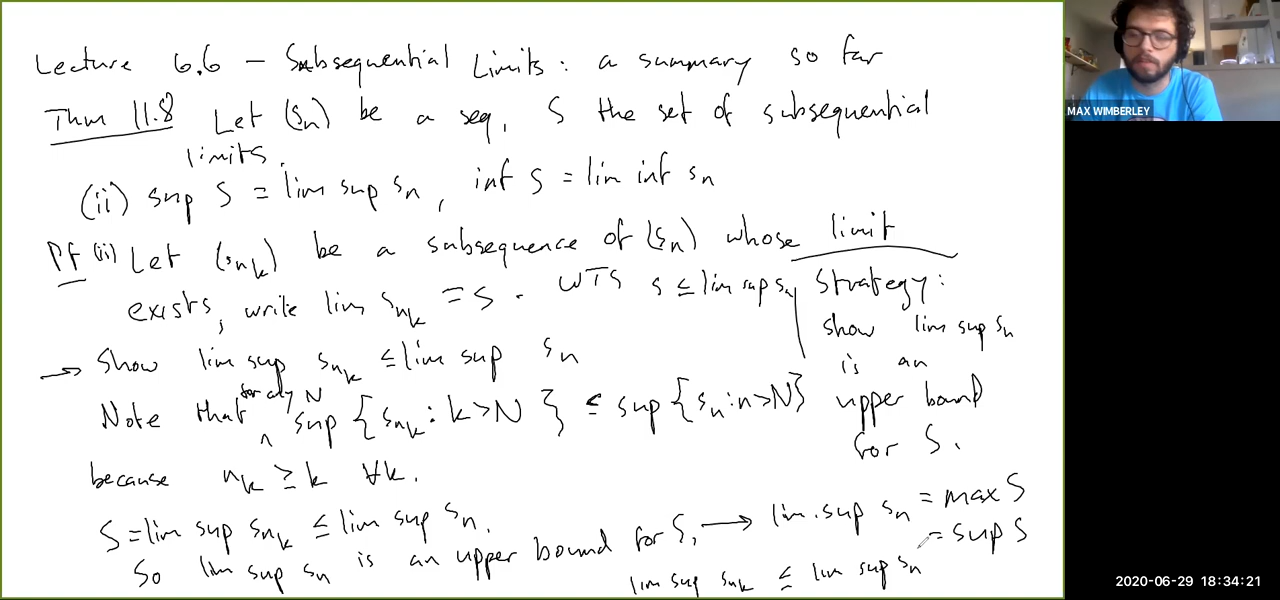 Lecture 6.6 - Subsequential Limits: a summary so far
Thm 11.8 Let (sn) be a seq, S the set of subsequential
limits.
(ii) sup S = lim sup sn, inf S = lim inf sn
Pf (ii) Let (snk) be a subsequence of (sn) whose limit
exists, write lim snk = s. WTS s ≤ lim sup sn
Strategy:
show lim sup sn
is an
upper bound
for S.
→ Show lim sup snk ≤ lim sup sn
Note that for any N sup {snk : k>N} ≤ sup {sn : n>N}
because nk ≥ k ∀k.
s = lim sup snk ≤ lim sup sn.
So lim sup sn is an upper bound for S, → lim sup sn = max S
= sup S
lim sup snk ≤ lim sup sn
MAX WIMBERLEY
2020-06-29 18:34:21